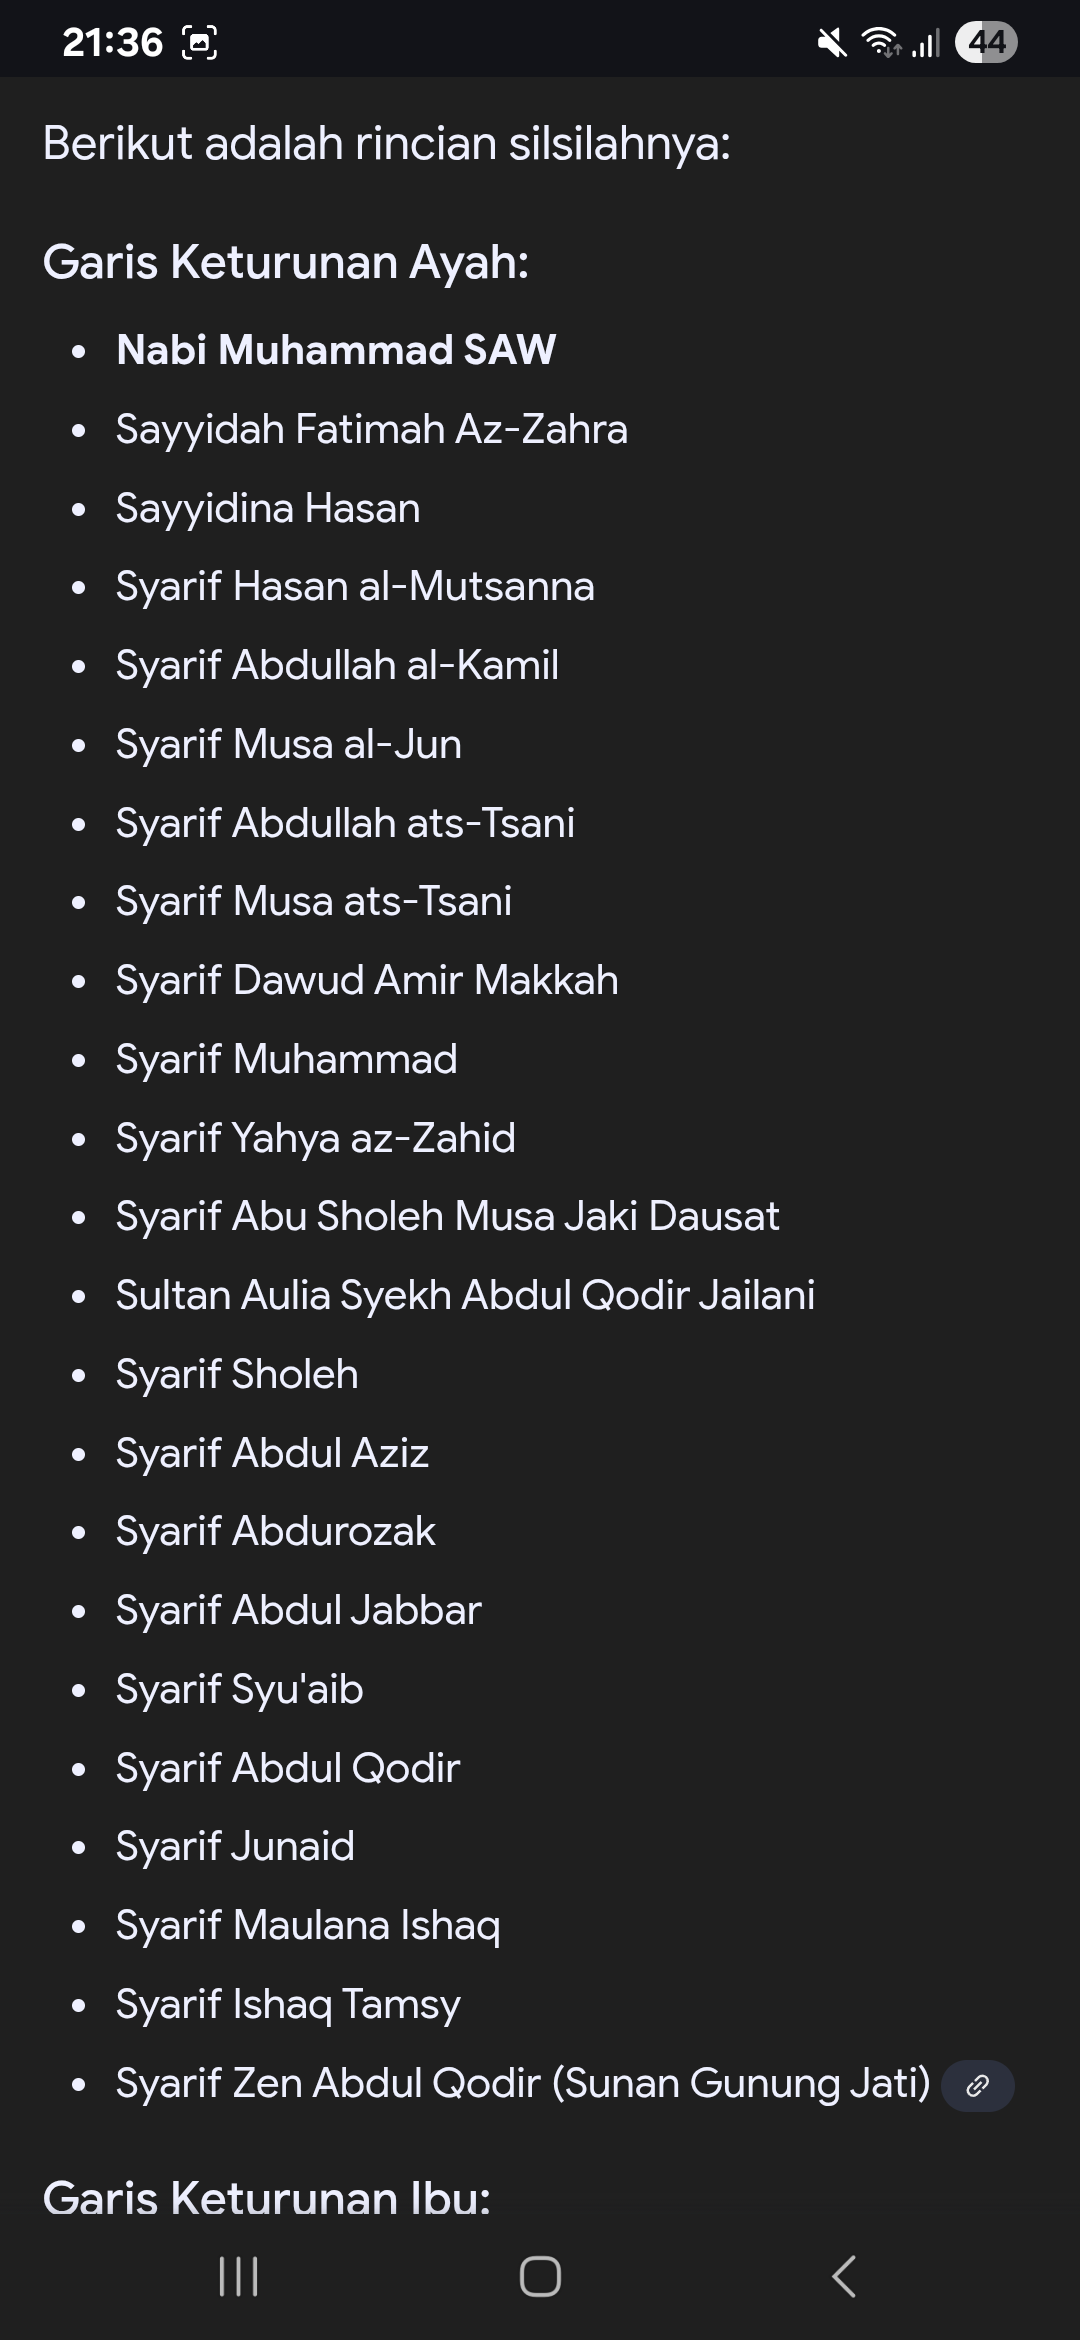 21:36
44
Berikut adalah rincian silsilahnya:
Garis Keturunan Ayah:
• Nabi Muhammad SAW
• Sayyidah Fatimah Az-Zahra
• Sayyidina Hasan
• Syarif Hasan al-Mutsanna
• Syarif Abdullah al-Kamil
• Syarif Musa al-Jun
• Syarif Abdullah ats-Tsani
• Syarif Musa ats-Tsani
• Syarif Dawud Amir Makkah
• Syarif Muhammad
• Syarif Yahya az-Zahid
• Syarif Abu Sholeh Musa Jaki Dausat
• Sultan Aulia Syekh Abdul Qodir Jailani
• Syarif Sholeh
• Syarif Abdul Aziz
• Syarif Abdurozak
• Syarif Abdul Jabbar
• Syarif Syu'aib
• Syarif Abdul Qodir
• Syarif Junaid
• Syarif Maulana Ishaq
• Syarif Ishaq Tamsy
• Syarif Zen Abdul Qodir (Sunan Gunung Jati)
Garis Keturunan Ibu: